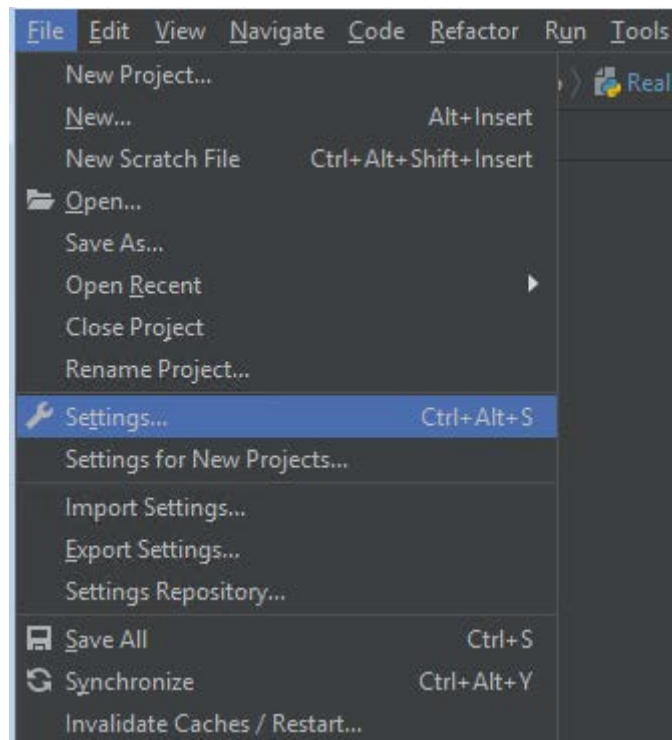 File Edit View Navigate Code Refactor Run Tools
Real
New Project...
New... Alt+Insert
New Scratch File Ctrl+Alt+Shift+Insert
Open...
Save As...
Open Recent
Close Project
Rename Project...
Settings... Ctrl+Alt+S
Settings for New Projects...
Import Settings...
Export Settings...
Settings Repository...
Save All Ctrl+S
Synchronize Ctrl+Alt+Y
Invalidate Caches / Restart...